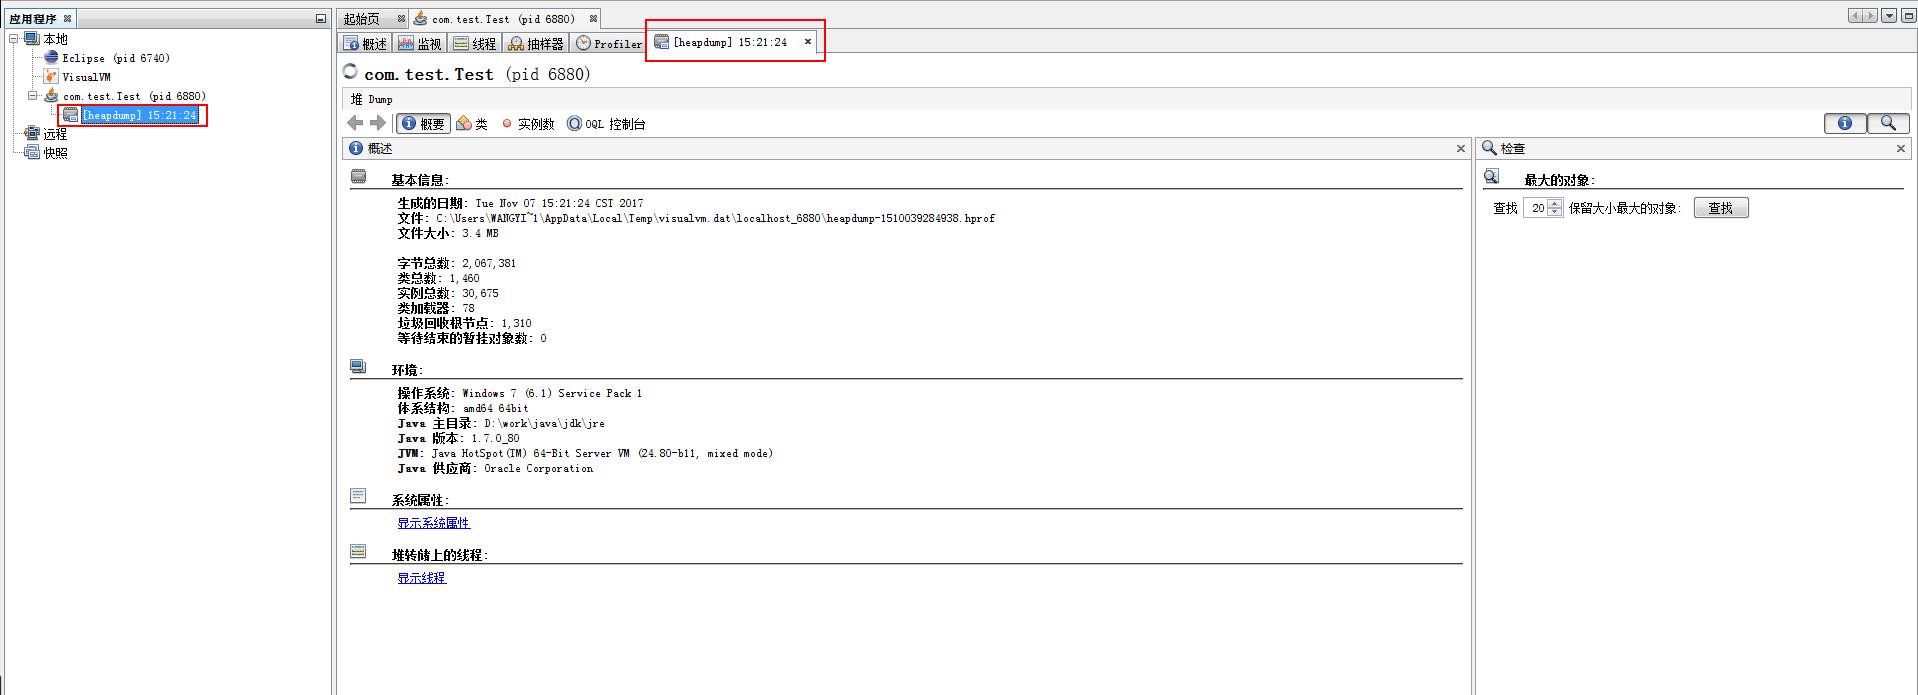 应用程序
本地
Eclipse (pid 6740)
VisualVM
com.test.Test (pid 6880)
[heapdump] 15:21:24
远程
快照
起始页 com.test.Test (pid 6880)
概述 监视 线程 抽样器 Profiler [heapdump] 15:21:24
com.test.Test (pid 6880)
堆 Dump
概要 类 实例数 OQL 控制台
概述
基本信息:
生成的日期: Tue Nov 07 15:21:24 CST 2017
文件: C:\Users\WANGYI~1\AppData\Local\Temp\visualvm.dat\localhost_6880\heapdump-1510039284938.hprof
文件大小: 3.4 MB
字节总数: 2,067,381
类总数: 1,460
实例总数: 30,675
类加载器: 78
垃圾回收根节点: 1,310
等待结束的暂挂对象数: 0
环境:
操作系统: Windows 7 (6.1) Service Pack 1
体系结构: amd64 64bit
Java 主目录: D:\work\java\jdk\jre
Java 版本: 1.7.0_80
JVM: Java HotSpot(TM) 64-Bit Server VM (24.80-b11, mixed mode)
Java 供应商: Oracle Corporation
系统属性:
显示系统属性
堆转储上的线程:
显示线程
检查
最大的对象:
查找 20 保留大小最大的对象: 查找